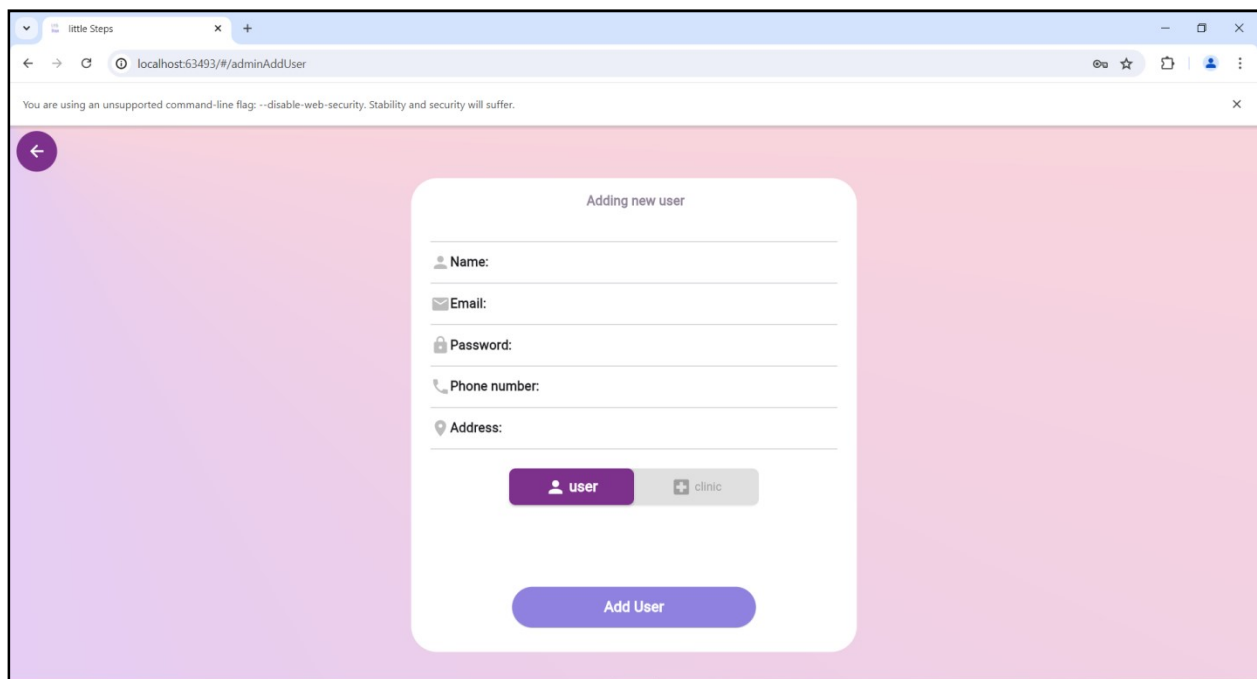 little Steps
localhost:63493/#/adminAddUser
You are using an unsupported command-line flag: --disable-web-security. Stability and security will suffer.
Adding new user
Name:
Email:
Password:
Phone number:
Address:
user clinic
Add User